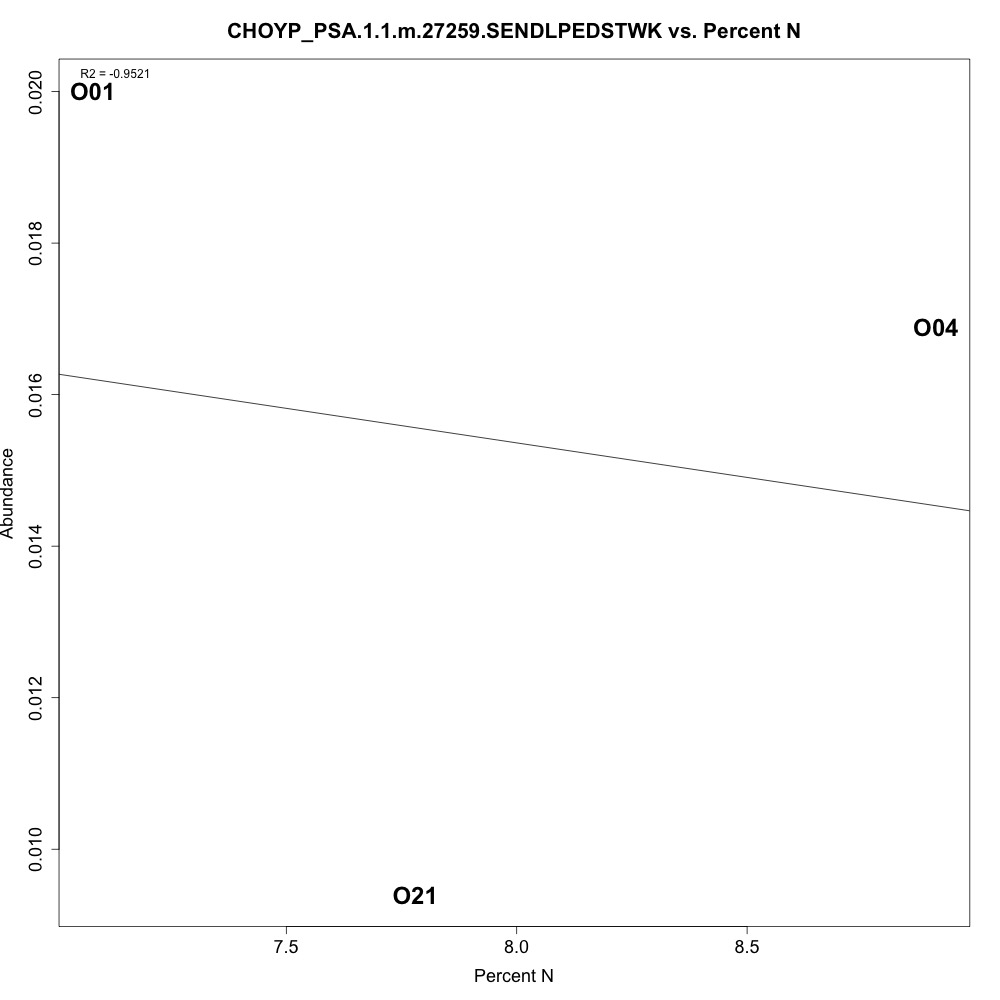 CHOYP_PSA.1.1.m.27259.SENDLPEDSTWK vs. Percent N
R2 = -0.9521
O01
O04
O21
Abundance
0.020
0.018
0.016
0.014
0.012
0.010
7.5
8.0
8.5
Percent N